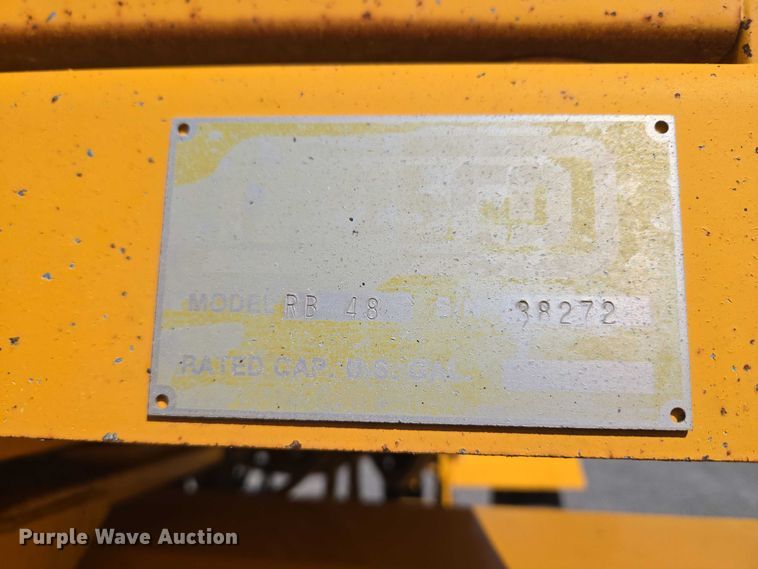 MODEL RB 48 S/N 38272
RATED CAP. U.S. GAL.
Purple Wave Auction